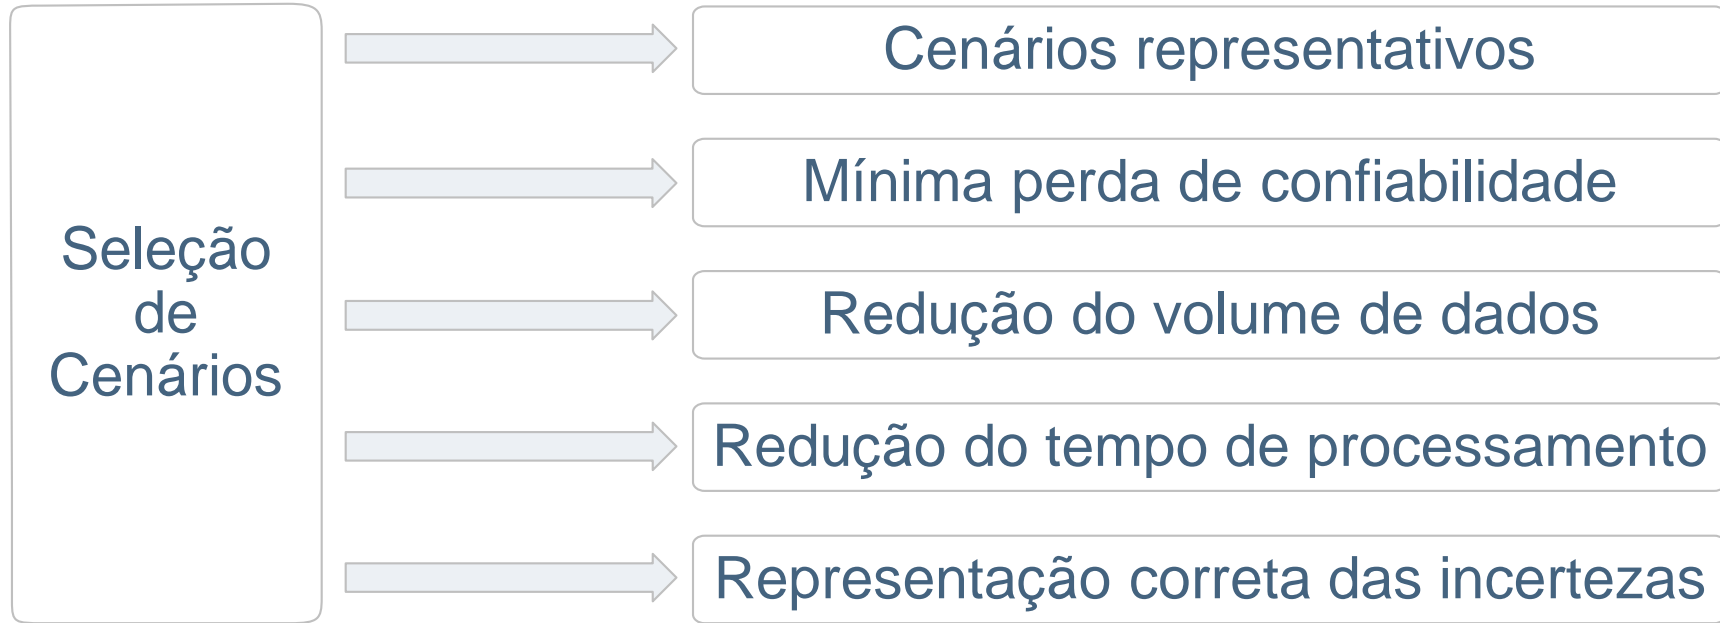 Seleção
de
Cenários
Cenários representativos
Mínima perda de confiabilidade
Redução do volume de dados
Redução do tempo de processamento
Representação correta das incertezas